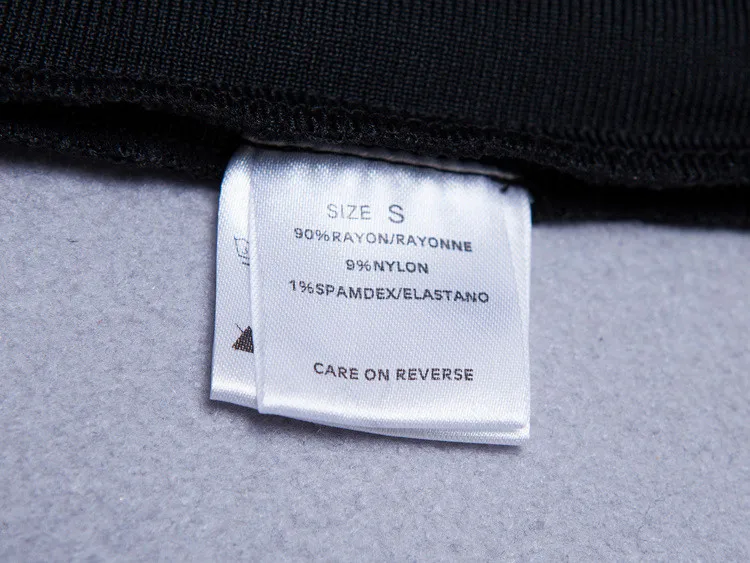 SIZE S
90%RAYON/RAYONNE
9%NYLON
1%SPAMDEX/ELASTANO
CARE ON REVERSE